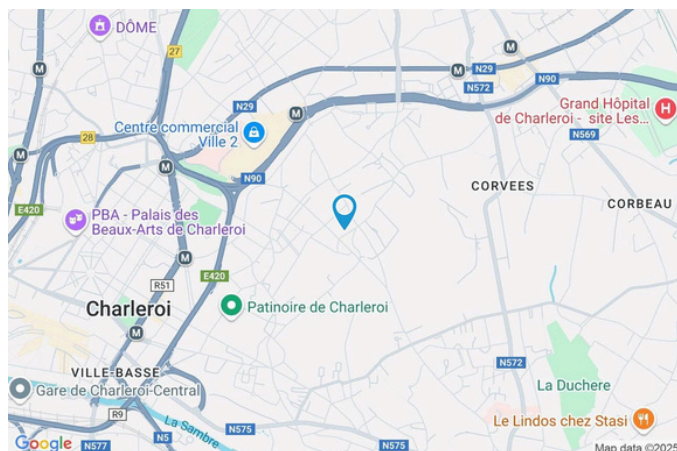 DÔME
27
M
N29
M
N29
N572
N90
M
M
Grand Hôpital
de Charleroi - site Les...
Centre commercial
Ville 2
28
M
N569
N90
CORVEES
CORBEAU
E420
PBA - Palais des
Beaux-Arts de Charleroi
M
E420
R51
Patinoire de Charleroi
Charleroi
M
N572
VILLE-BASSE
La Duchere
Gare de Charleroi-Central
R9
La Sambre
N575
Le Lindos chez Stasi
Google
N577
N5
N575
Map data ©2025